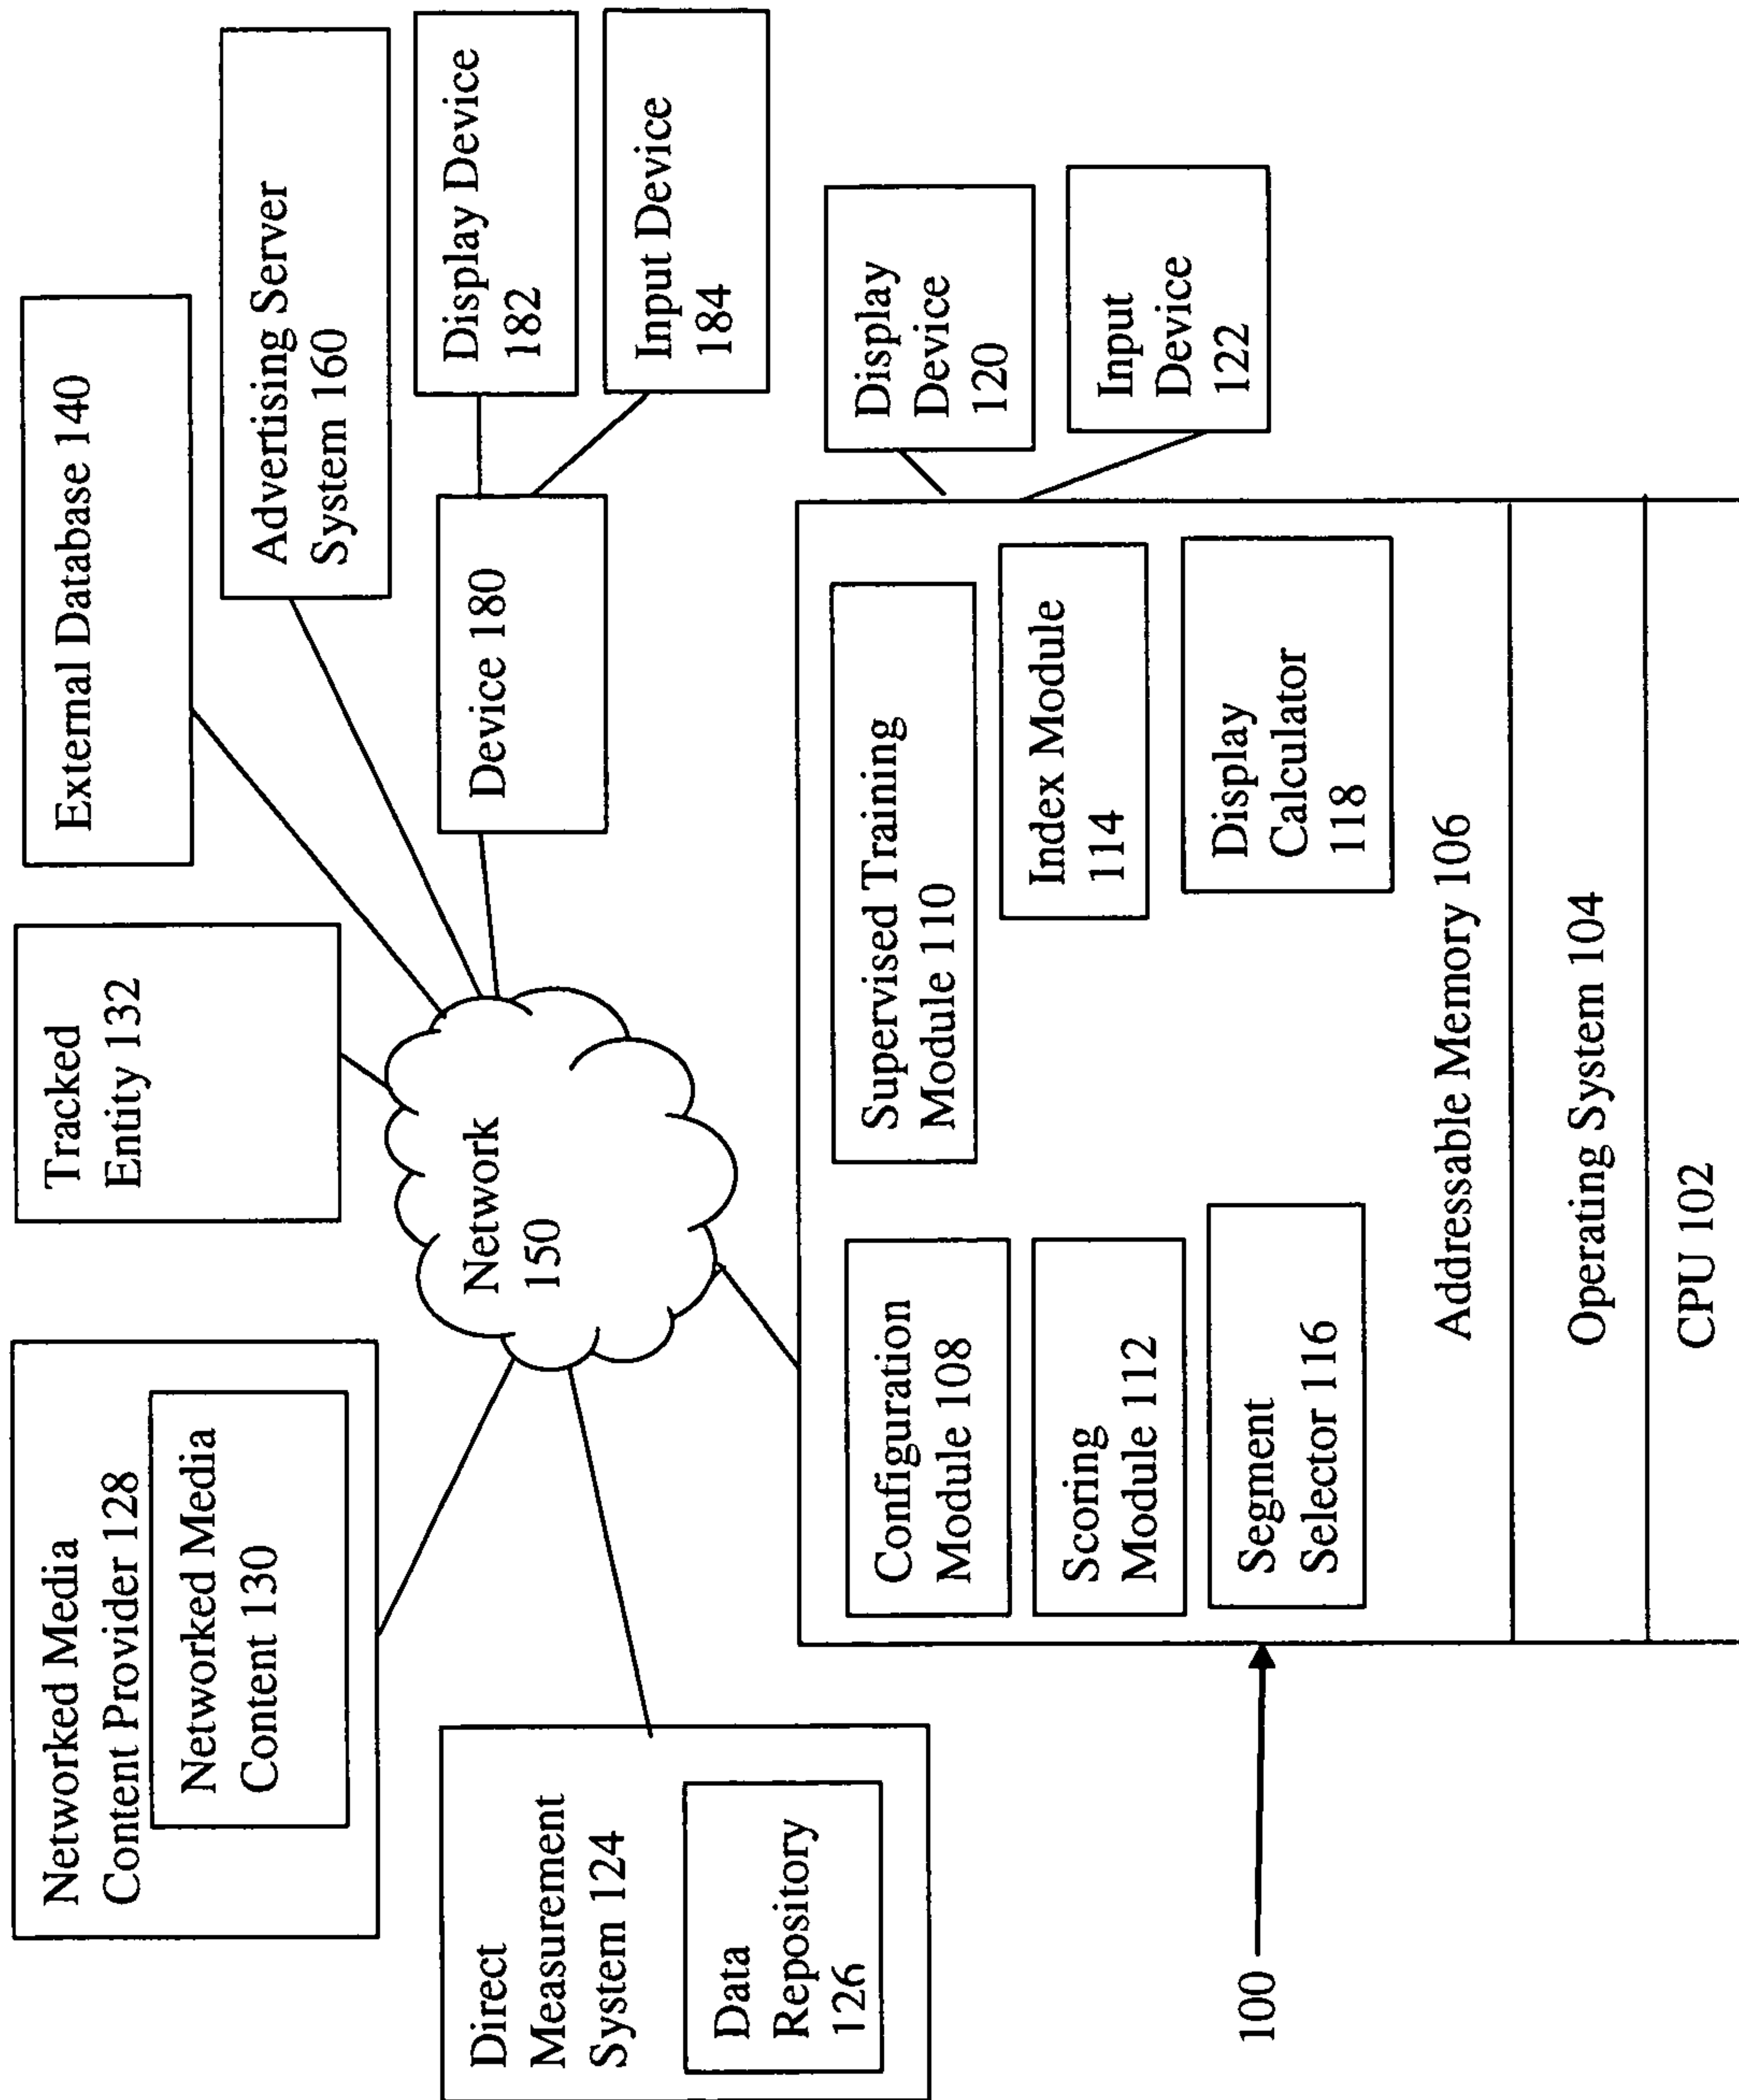 Networked Media
Content Provider 128
Networked Media
Content 130
Tracked
Entity 132
External Database 140
Advertising Server
System 160
Direct
Measurement
System 124
Data
Repository
126
Network
150
Device 180
Display Device
182
Input Device
184
100
Configuration
Module 108
Supervised Training
Module 110
Scoring
Module 112
Index Module
114
Segment
Selector 116
Display
Calculator
118
Addressable Memory 106
Operating System 104
CPU 102
Display
Device
120
Input
Device
122